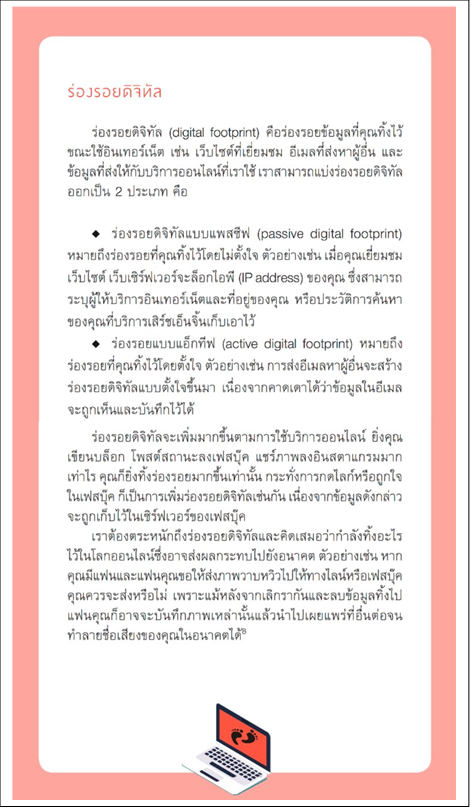 ร่องรอยดิจิทัล
ร่องรอยดิจิทัล (digital footprint) คือร่องรอยข้อมูลที่คุณทิ้งไว้
ขณะใช้อินเทอร์เน็ต เช่น เว็บไซต์ที่เยี่ยมชม อีเมลที่ส่งหาผู้อื่น และ
ข้อมูลที่ส่งให้กับบริการออนไลน์ที่เราใช้ เราสามารถแบ่งร่องรอยดิจิทัล
ออกเป็น 2 ประเภท คือ
◆ ร่องรอยดิจิทัลแบบแพสซีฟ (passive digital footprint)
หมายถึงร่องรอยที่คุณทิ้งไว้โดยไม่ตั้งใจ ตัวอย่างเช่น เมื่อคุณเยี่ยมชม
เว็บไซต์ เว็บเซิร์ฟเวอร์จะล็อกไอพี (IP address) ของคุณ ซึ่งสามารถ
ระบุผู้ให้บริการอินเทอร์เน็ตและที่อยู่ของคุณ หรือประวัติการค้นหา
ของคุณที่บริการเสิร์ชเอ็นจิ้นเก็บเอาไว้
◆ ร่องรอยแบบแอ็กทีฟ (active digital footprint) หมายถึง
ร่องรอยที่คุณทิ้งไว้โดยตั้งใจ ตัวอย่างเช่น การส่งอีเมลหาผู้อื่นจะสร้าง
ร่องรอยดิจิทัลแบบตั้งใจขึ้นมา เนื่องจากคาดเดาได้ว่าข้อมูลในอีเมล
จะถูกเห็นและบันทึกไว้ได้
ร่องรอยดิจิทัลจะเพิ่มมากขึ้นตามการใช้บริการออนไลน์ ยิ่งคุณ
เขียนบล็อก โพสต์สถานะลงเฟสบุ๊ค แชร์ภาพลงอินสตาแกรมมาก
เท่าไร คุณก็ยิ่งทิ้งร่องรอยมากขึ้นเท่านั้น กระทั่งการกดไลก์หรือถูกใจ
ในเฟสบุ๊ค ก็เป็นการเพิ่มร่องรอยดิจิทัลเช่นกัน เนื่องจากข้อมูลดังกล่าว
จะถูกเก็บไว้ในเซิร์ฟเวอร์ของเฟสบุ๊ค
เราต้องตระหนักถึงร่องรอยดิจิทัลและคิดเสมอว่ากำลังทิ้งอะไร
ไว้ในโลกออนไลน์ซึ่งอาจส่งผลกระทบไปยังอนาคต ตัวอย่างเช่น หาก
คุณมีแฟนและแฟนคุณขอให้ส่งภาพวาบหวิวไปให้ทางไลน์หรือเฟสบุ๊ค
คุณควรจะส่งหรือไม่ เพราะแม้หลังจากเลิกรากันและลบข้อมูลทิ้งไป
แฟนคุณก็อาจจะบันทึกภาพเหล่านั้นแล้วนำไปเผยแพร่ที่อื่นต่อจน
ทำลายชื่อเสียงของคุณในอนาคตได้⁸